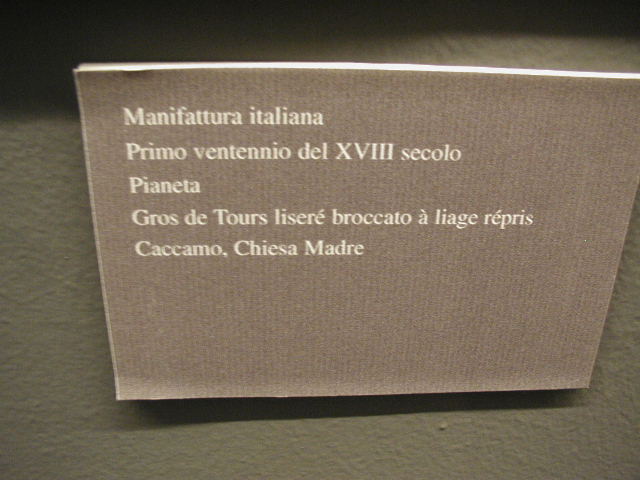 Manifattura italiana
Primo ventennio del XVIII secolo
Pianeta
Gros de Tours liseré broccato à liage répris
Caccamo, Chiesa Madre